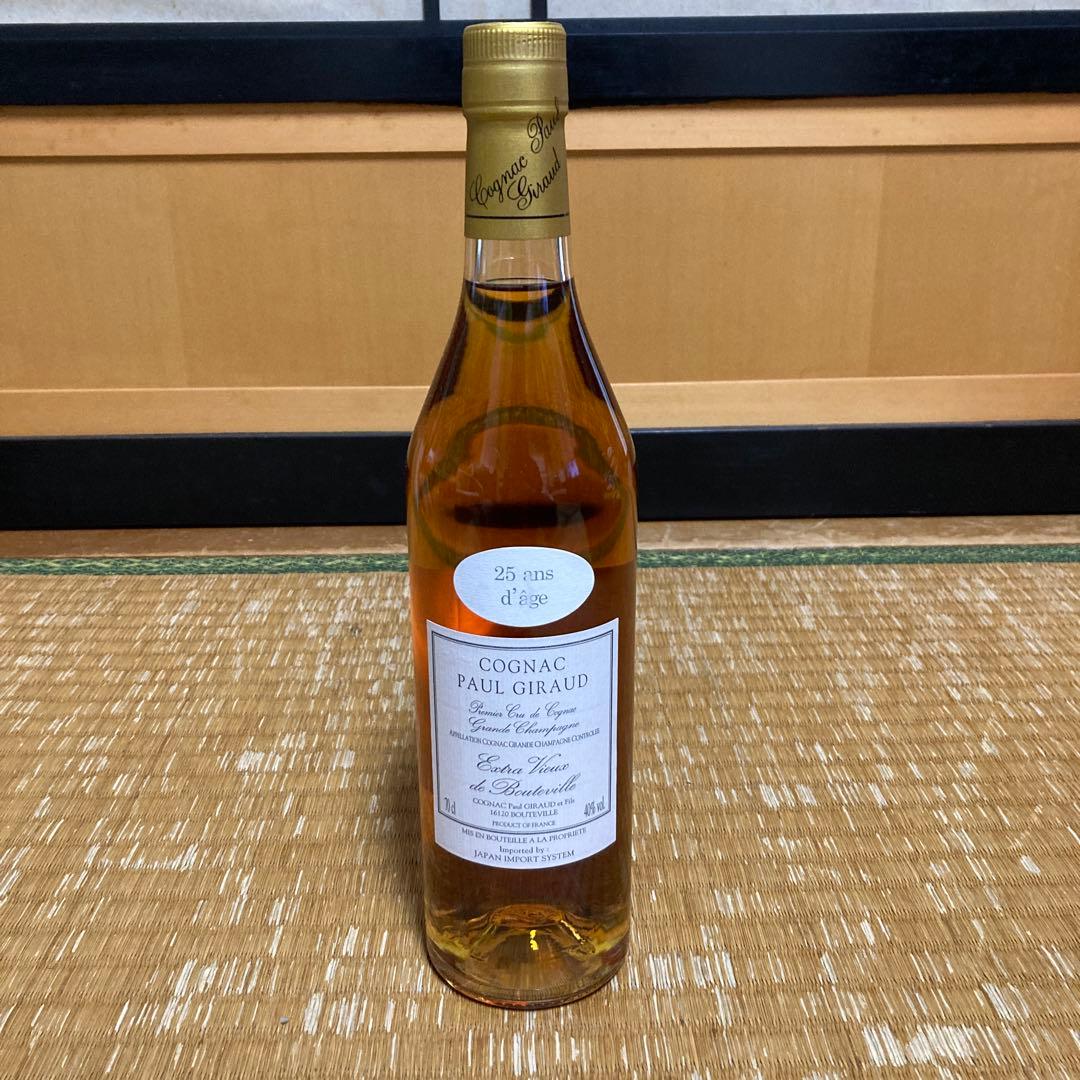 Cognac Paul
Giraud
25 ans
d'âge
COGNAC
PAUL GIRAUD
Premier Cru de Cognac
Grande Champagne
APPELLATION COGNAC GRANDE CHAMPAGNE CONTROLEE
Extra Vieux
de Bouteville
COGNAC Paul GIRAUD et Fils
70 cl 16120 BOUTEVILLE 40% vol.
PRODUCT OF FRANCE
MIS EN BOUTEILLE A LA PROPRIETE
Imported by :
JAPAN IMPORT SYSTEM